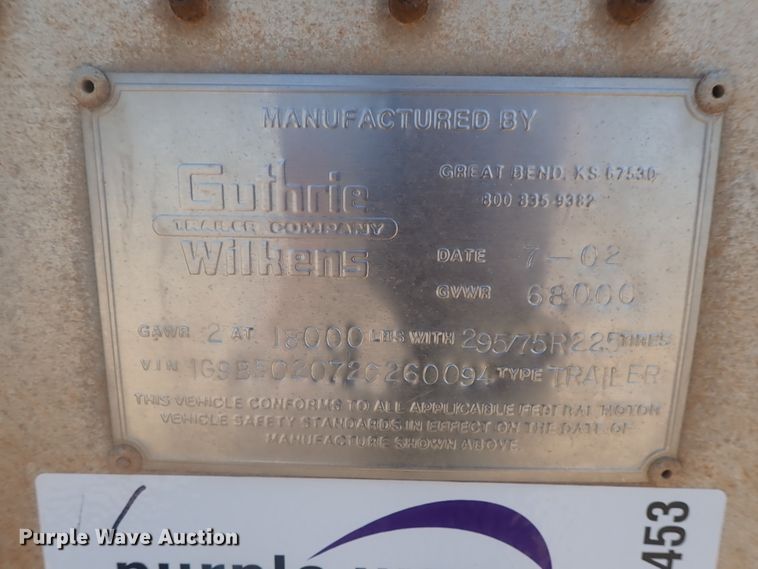 MANUFACTURED BY
Guthrie
TRAILER COMPANY
Wilkens
GREAT BEND, KS 67530
800 835-9382
DATE 7-02
GVWR 68000
GAWR 2 AT 18000 LBS WITH 295/75R22.5 TIRES
VIN TYPE TRAILER
THIS VEHICLE CONFORMS TO ALL APPLICABLE FEDERAL MOTOR
VEHICLE SAFETY STANDARDS IN EFFECT ON THE DATE OF
MANUFACTURE SHOWN ABOVE.
453
Purple Wave Auction